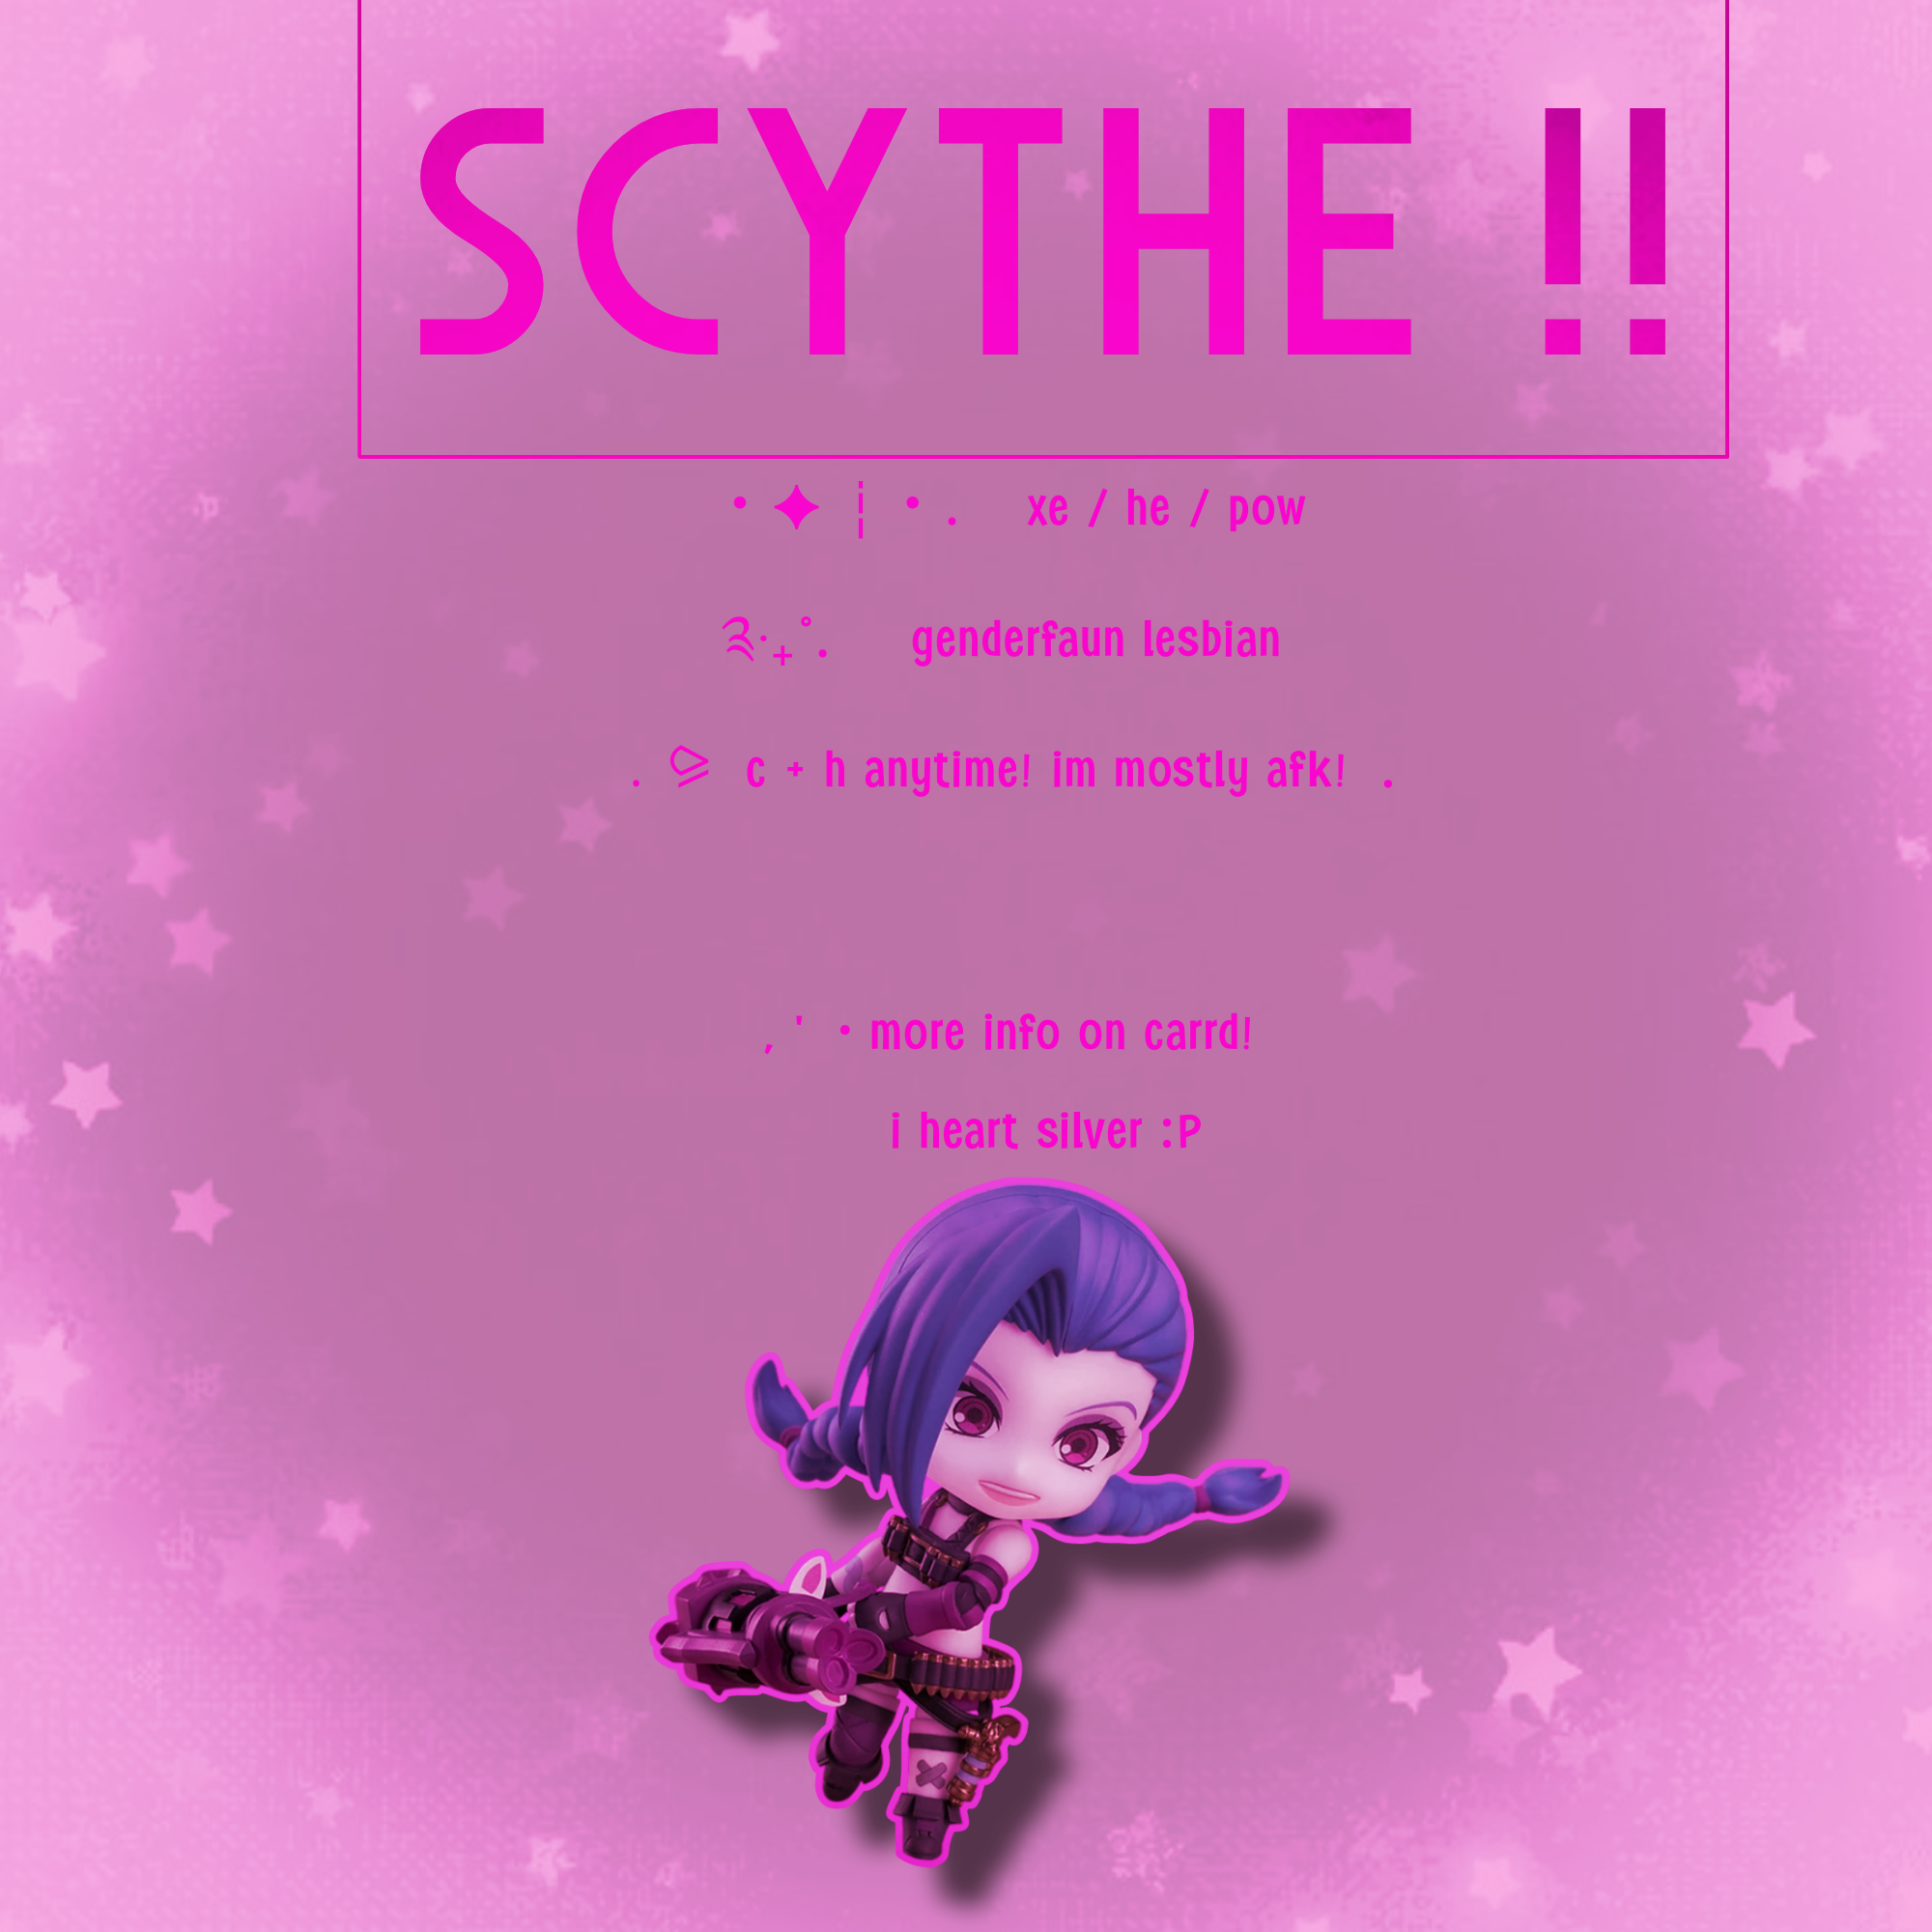 SCYTHE !!
• ✦ ┆ • . xe / he / pow
༉‧₊˚. genderfaun lesbian
. ⪧ c + h anytime! im mostly afk! .
, ' • more info on carrd!
i heart silver :P